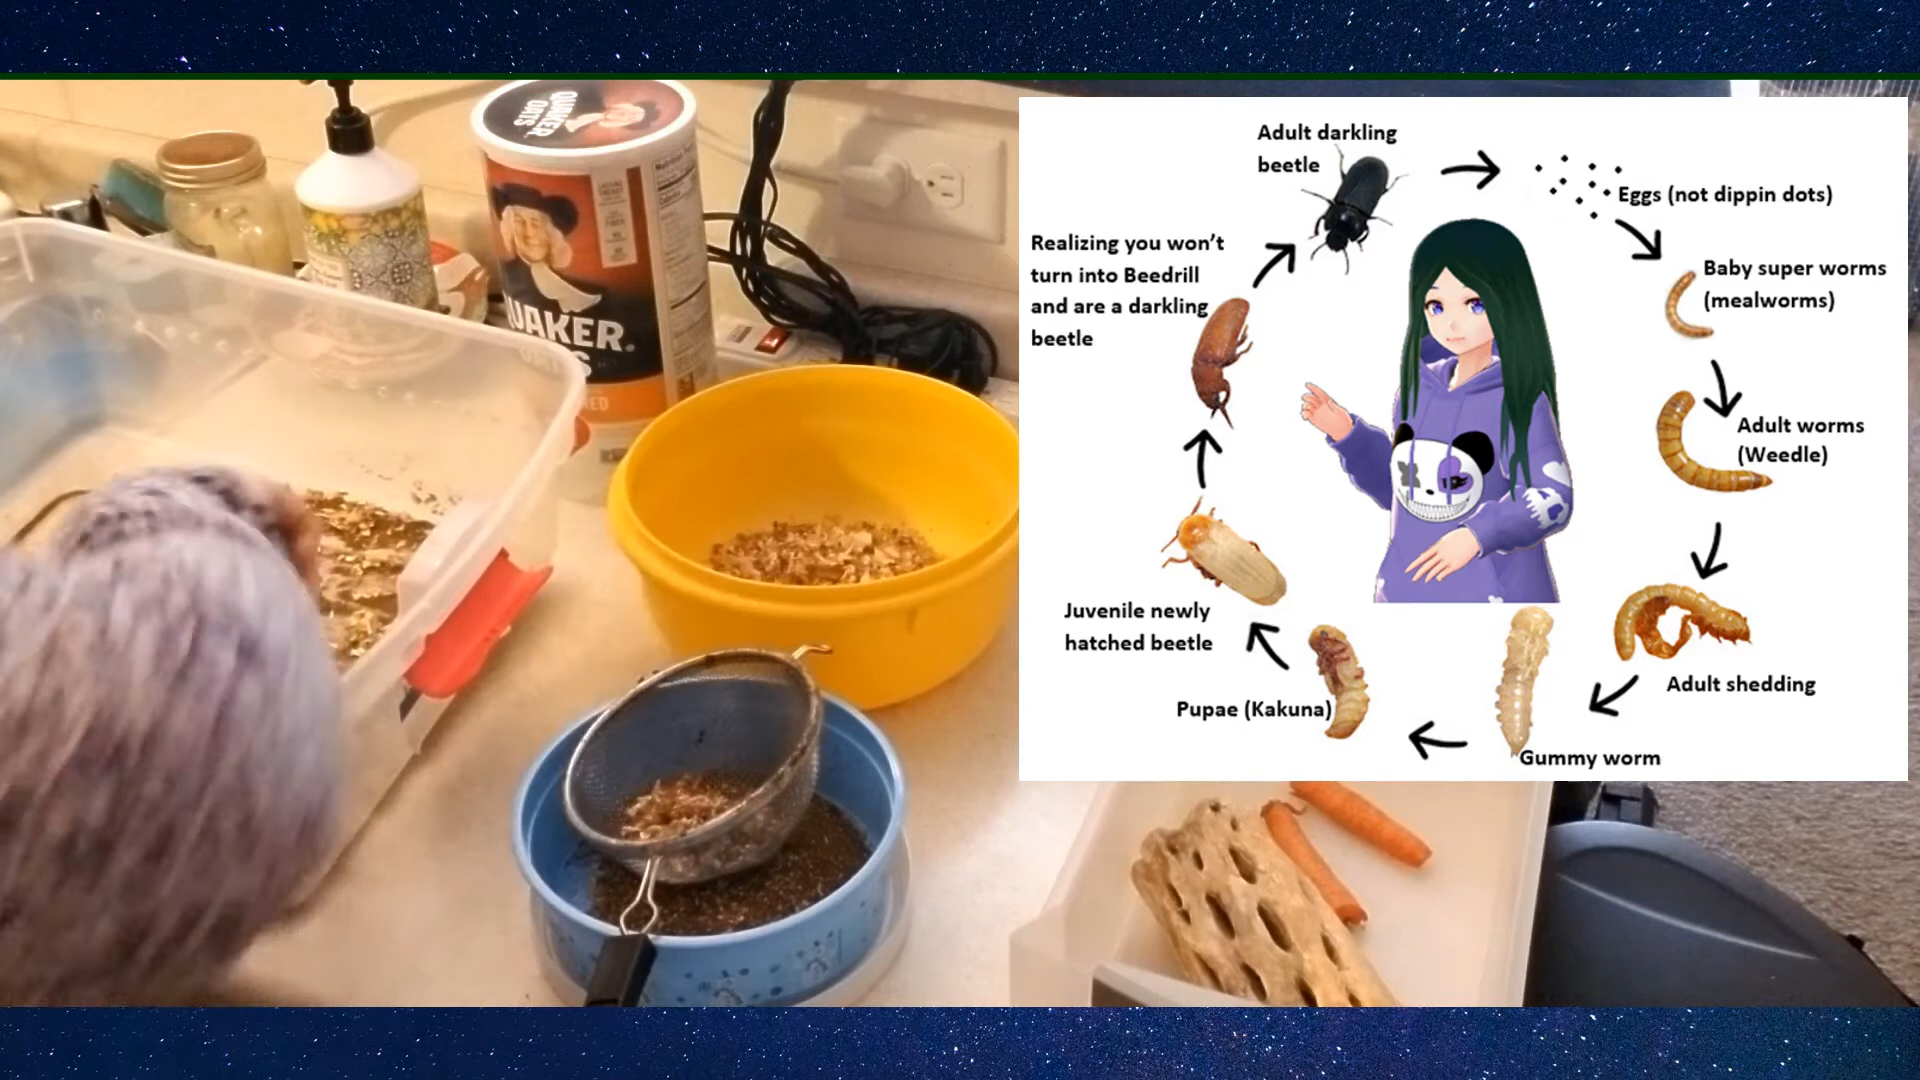 QUAKER
OATS
QUAKER
Adult darkling
beetle
Eggs (not dippin dots)
Realizing you won't
turn into Beedrill
and are a darkling
beetle
Baby super worms
(mealworms)
Adult worms
(Weedle)
Juvenile newly
hatched beetle
Adult shedding
Pupae (Kakuna)
Gummy worm